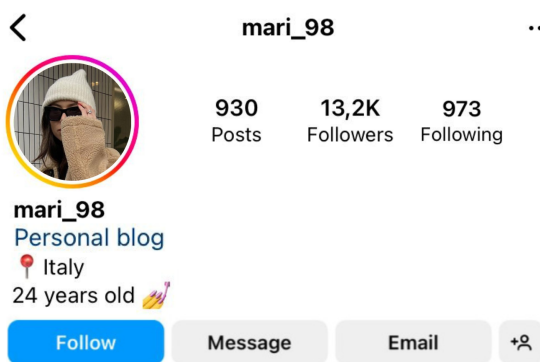 mari_98
930 13,2K 973
Posts Followers Following
mari_98
Personal blog
Italy
24 years old
Follow Message Email